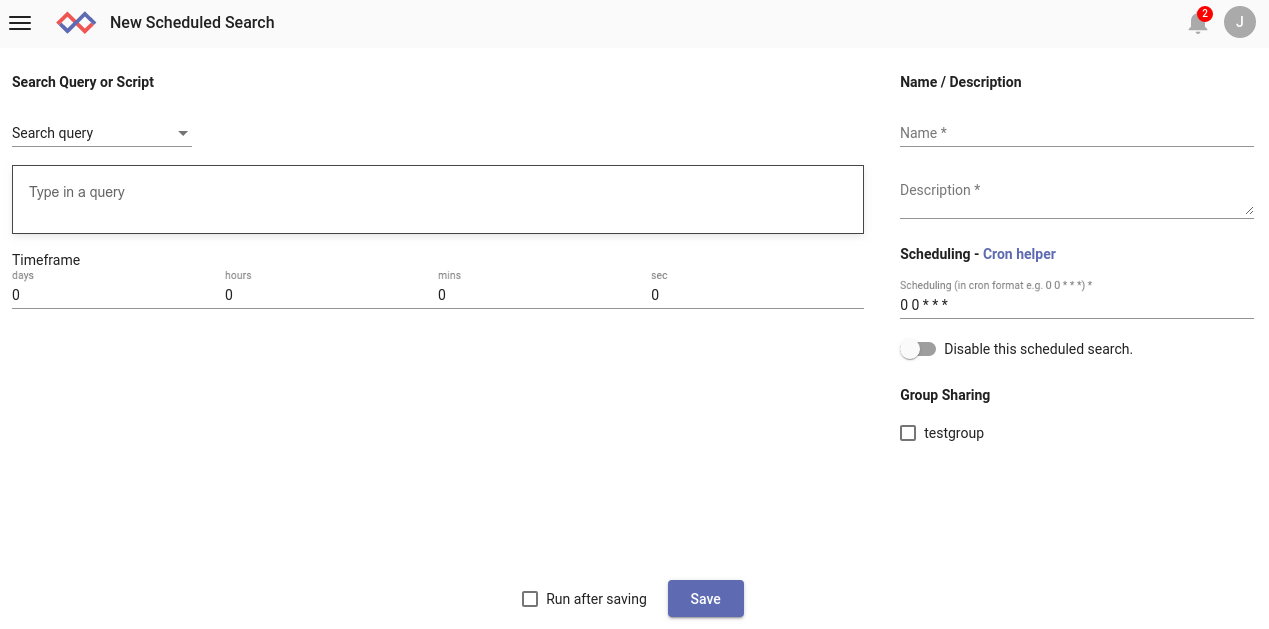 New Scheduled Search
2
J
Search Query or Script
Search query
Type in a query
Timeframe
days hours mins sec
0 0 0 0
Name / Description
Name *
Description *
Scheduling - Cron helper
Scheduling (in cron format e.g. 0 0 * * *) *
0 0 * * *
Disable this scheduled search.
Group Sharing
testgroup
Run after saving
Save